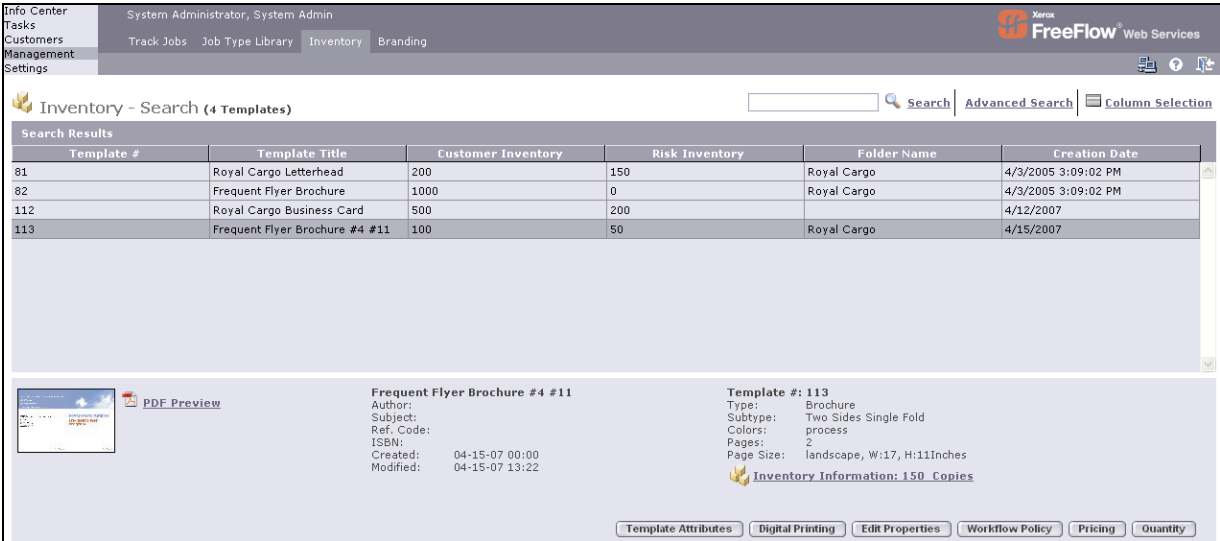 Info Center
Tasks
Customers
Management
Settings
System Administrator, System Admin
Track Jobs Job Type Library Inventory Branding
Xerox
FreeFlow® Web Services
Inventory - Search (4 Templates)
Search Advanced Search Column Selection
Search Results
Template # Template Title Customer Inventory Risk Inventory Folder Name Creation Date
81 Royal Cargo Letterhead 200 150 Royal Cargo 4/3/2005 3:09:02 PM
82 Frequent Flyer Brochure 1000 0 Royal Cargo 4/3/2005 3:09:02 PM
112 Royal Cargo Business Card 500 200 4/12/2007
113 Frequent Flyer Brochure #4 #11 100 50 Royal Cargo 4/15/2007
PDF Preview
Frequent Flyer Brochure #4 #11
Author:
Subject:
Ref. Code:
ISBN:
Created: 04-15-07 00:00
Modified: 04-15-07 13:22
Template #: 113
Type: Brochure
Subtype: Two Sides Single Fold
Colors: process
Pages: 2
Page Size: landscape, W:17, H:11Inches
Inventory Information: 150 Copies
Template Attributes Digital Printing Edit Properties Workflow Policy Pricing Quantity